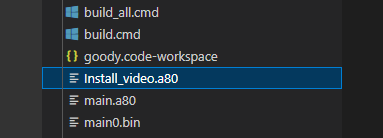 build_all.cmd
build.cmd
{} goody.code-workspace
Install_video.a80
main.a80
main0.bin